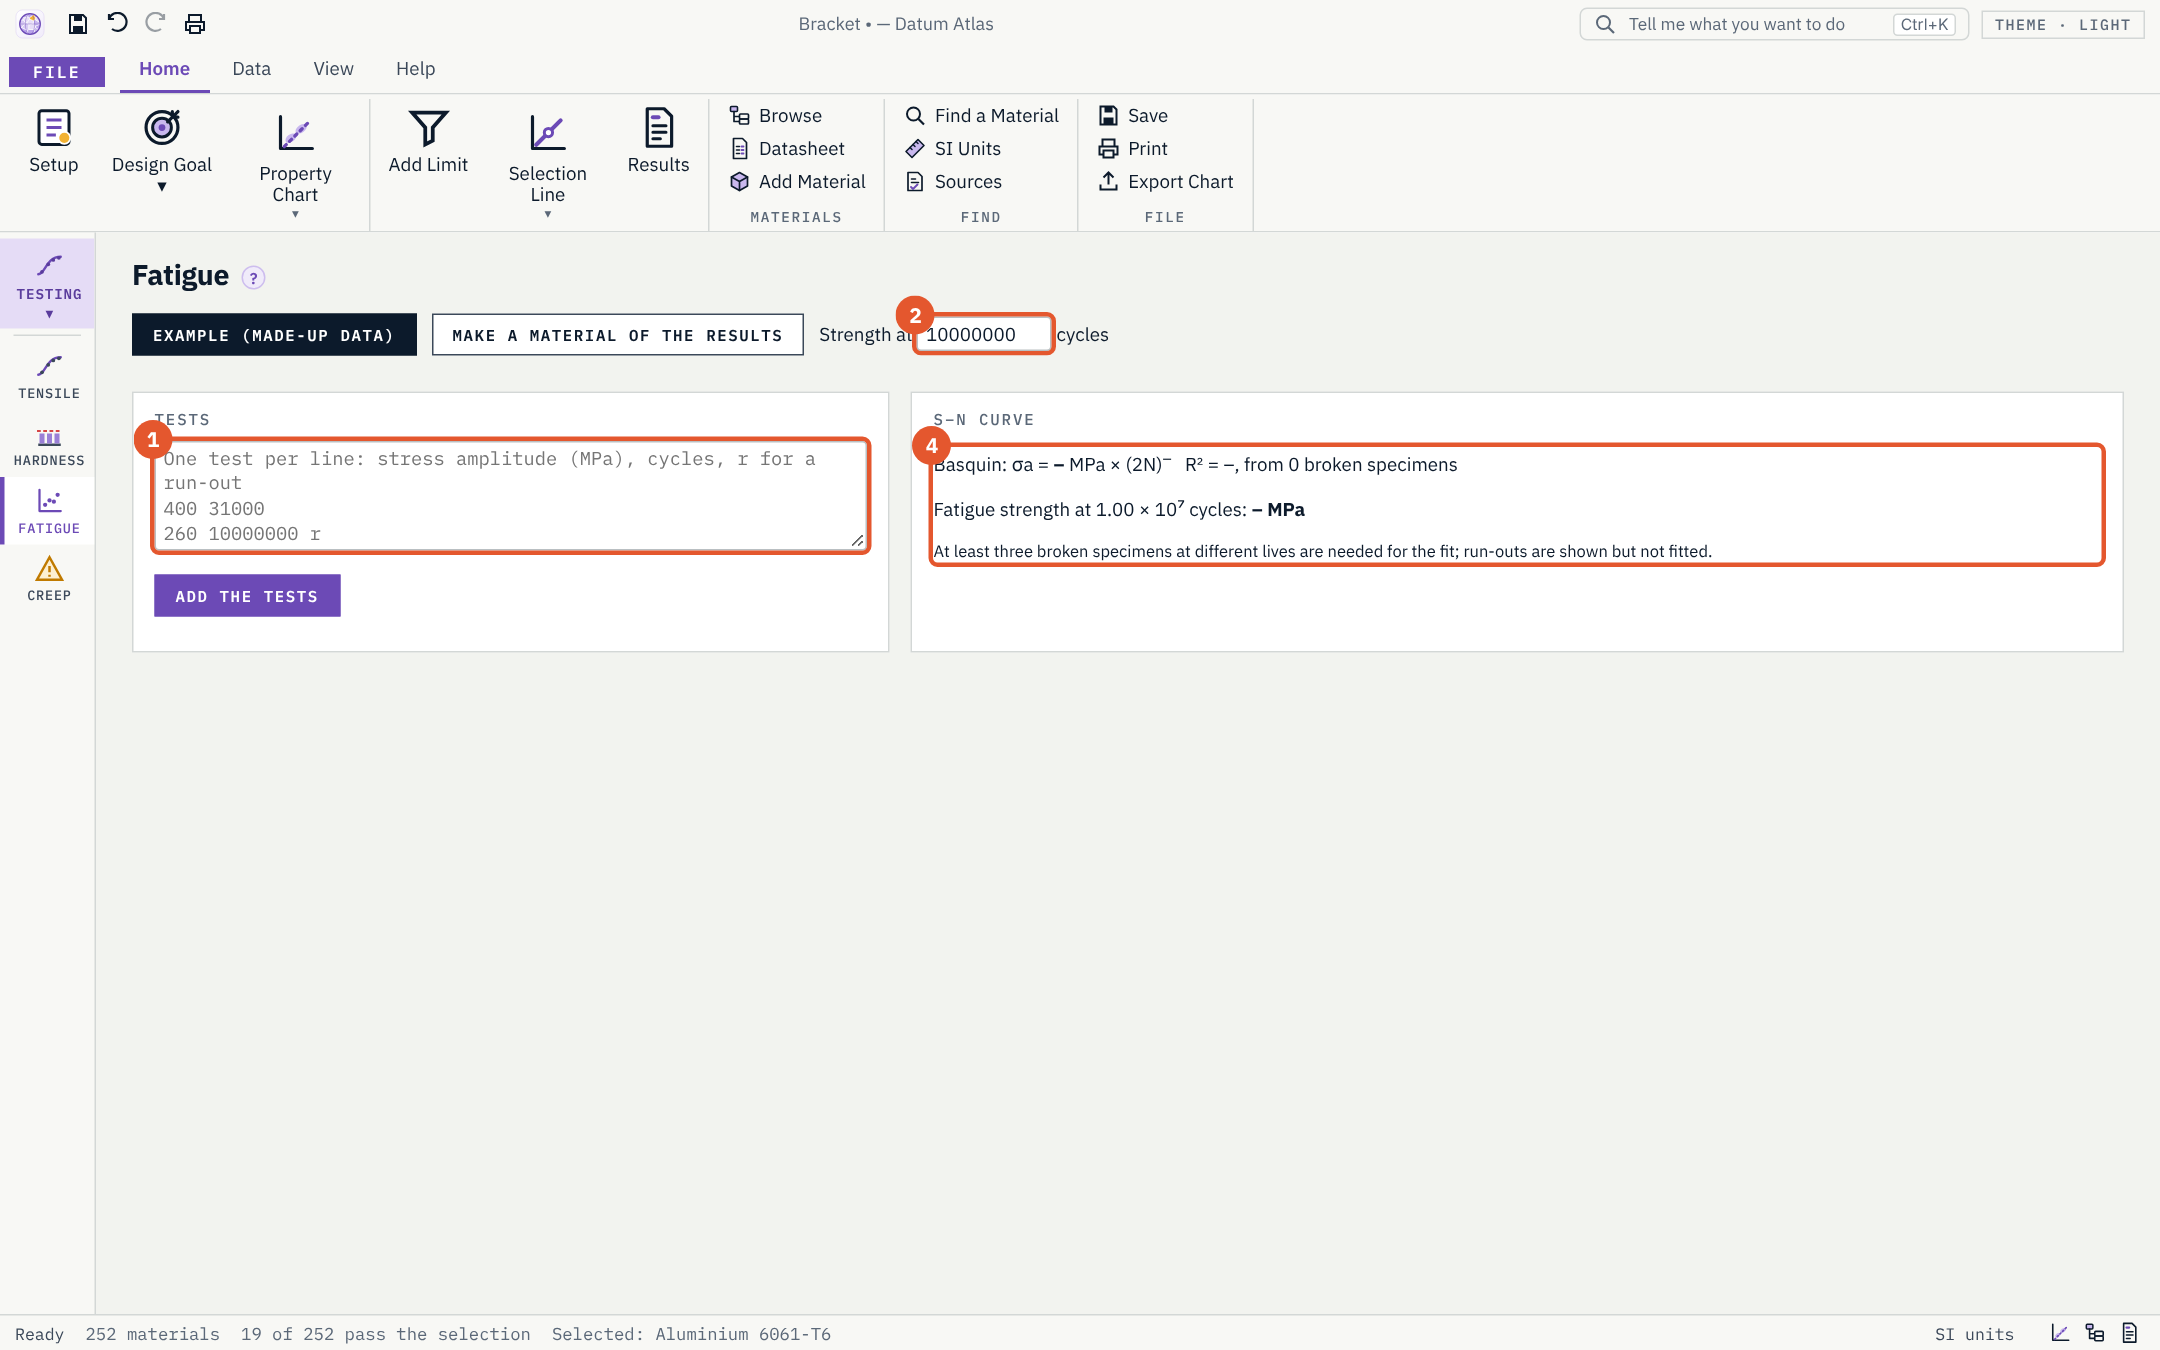 Bracket • — Datum Atlas
Tell me what you want to do
Ctrl+K
THEME · LIGHT
FILE
Home
Data
View
Help
Setup
Design Goal
▼
Property
Chart
▼
Add Limit
Selection
Line
▼
Results
Browse
Datasheet
Add Material
MATERIALS
Find a Material
SI Units
Sources
FIND
Save
Print
Export Chart
FILE
TESTING
▼
TENSILE
HARDNESS
FATIGUE
CREEP
Fatigue ?
EXAMPLE (MADE-UP DATA)
MAKE A MATERIAL OF THE RESULTS
Strength at 10000000 cycles
2
TESTS
1
One test per line: stress amplitude (MPa), cycles, r for a
run-out
400 31000
260 10000000 r
ADD THE TESTS
S–N CURVE
4
Basquin: σa = – MPa × (2N)⁻ R² = –, from 0 broken specimens
Fatigue strength at 1.00 × 10⁷ cycles: – MPa
At least three broken specimens at different lives are needed for the fit; run-outs are shown but not fitted.
Ready 252 materials 19 of 252 pass the selection Selected: Aluminium 6061-T6
SI units